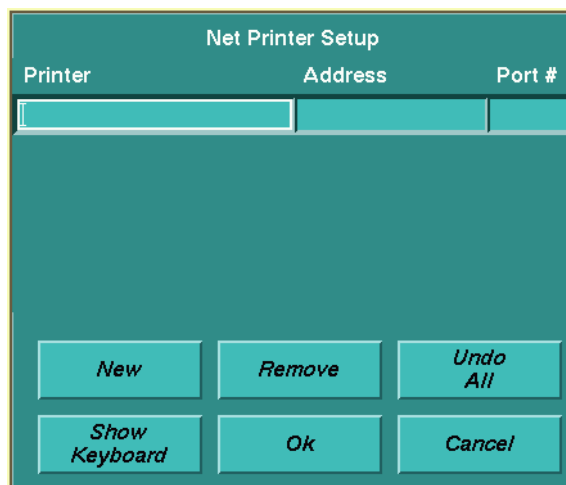 Net Printer Setup
Printer Address Port #
New Remove Undo All
Show Keyboard Ok Cancel